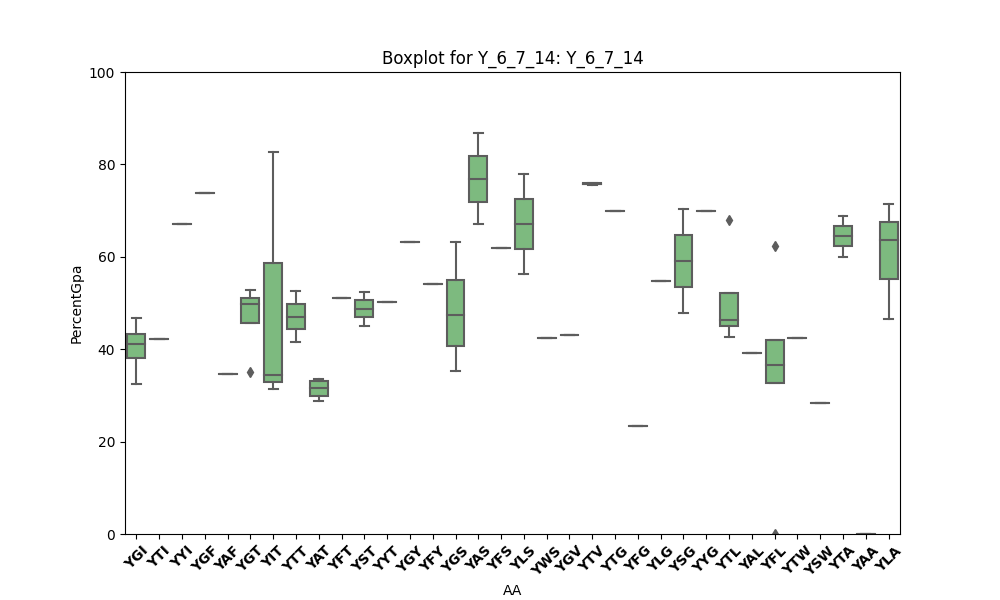 Boxplot for Y_6_7_14: Y_6_7_14
100
80
60
40
20
0
PercentGpa
YGI YTI YYI YGF YAF YGT YIT YTT YAT YFT YST YYT YGY YFY YGS YAS YFS YLS YWS YGV YTV YTG YFG YLG YSG YYG YTL YAL YFL YTW YSW YTA YAA YLA
AA